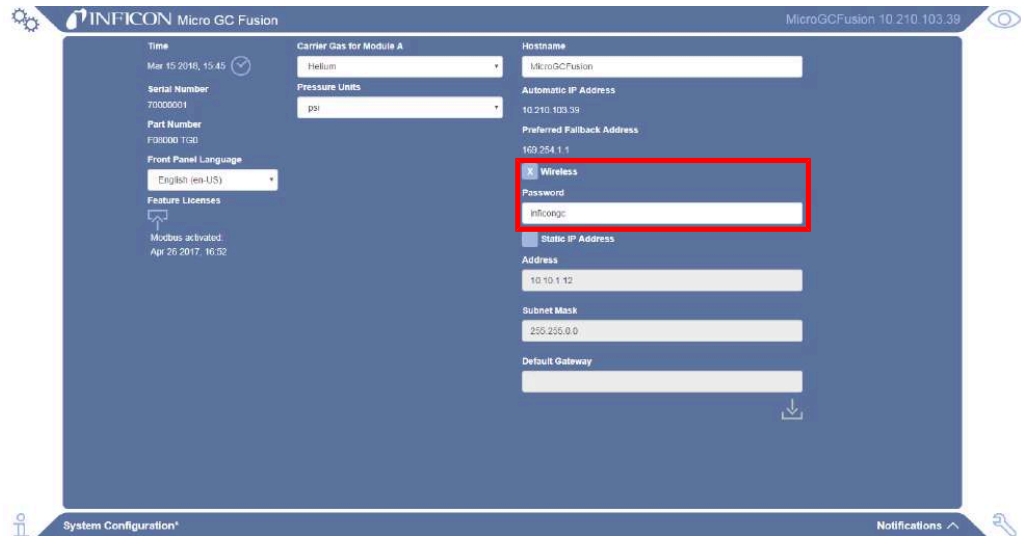 INFICON Micro GC Fusion
MicroGCFusion 10.210.103.39
Time
Mar 15 2018, 15:45
Serial Number
70000001
Part Number
F08000 TG0
Front Panel Language
English (en-US)
Feature Licenses
Modbus activated:
Apr 26 2017, 16:52
Carrier Gas for Module A
Helium
Pressure Units
psi
Hostname
MicroGCFusion
Automatic IP Address
10.210.103.39
Preferred Fallback Address
169.254.1.1
X Wireless
Password
inficongc
Static IP Address
Address
10.10.1.12
Subnet Mask
255.255.0.0
Default Gateway
System Configuration*
Notifications